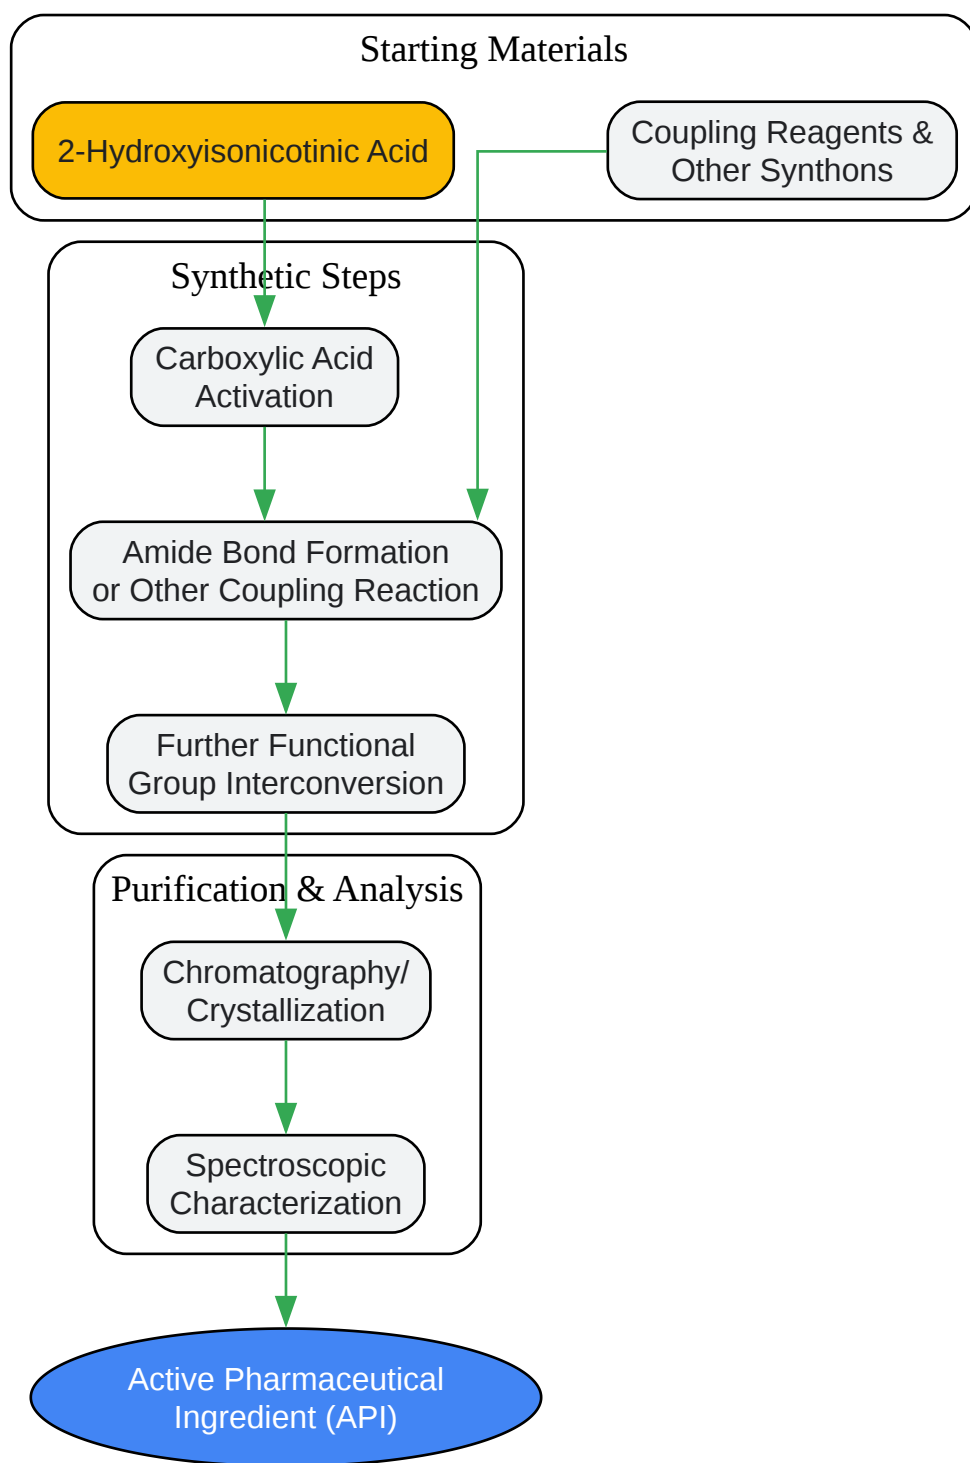 Starting Materials
2-Hydroxyisonicotinic Acid
Coupling Reagents &
Other Synthons
Synthetic Steps
Carboxylic Acid
Activation
Amide Bond Formation
or Other Coupling Reaction
Further Functional
Group Interconversion
Purification & Analysis
Chromatography/
Crystallization
Spectroscopic
Characterization
Active Pharmaceutical
Ingredient (API)